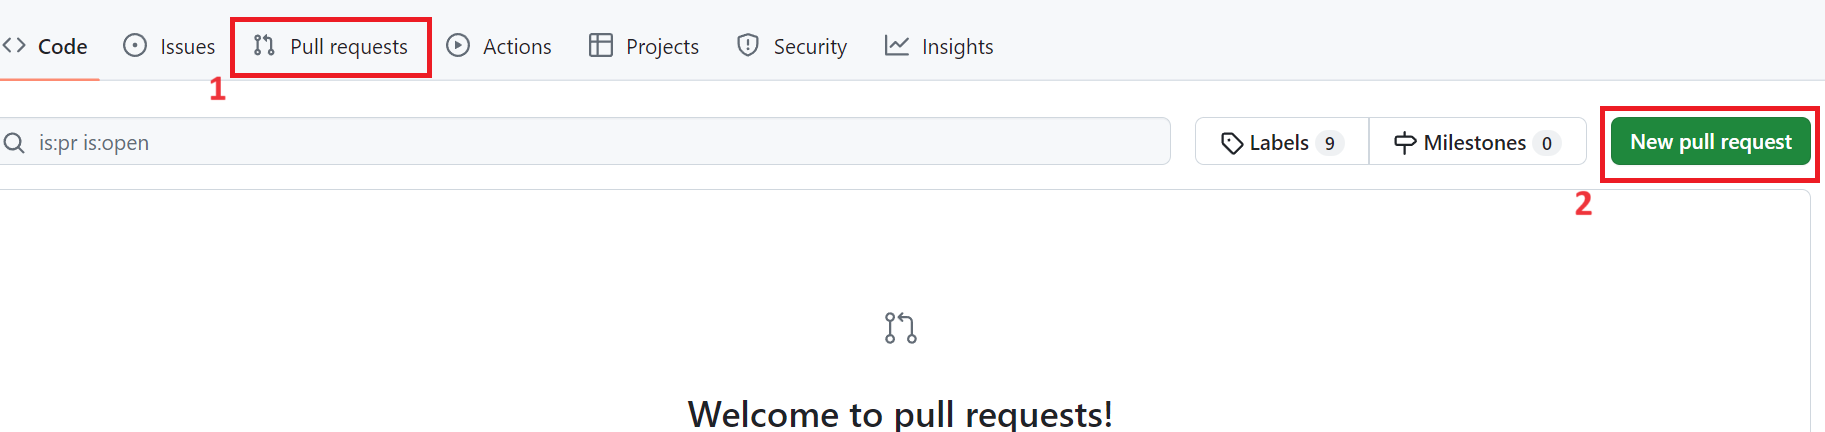 Code Issues Pull requests Actions Projects Security Insights
1
is:pr is:open Labels 9 Milestones 0 New pull request
2
Welcome to pull requests!